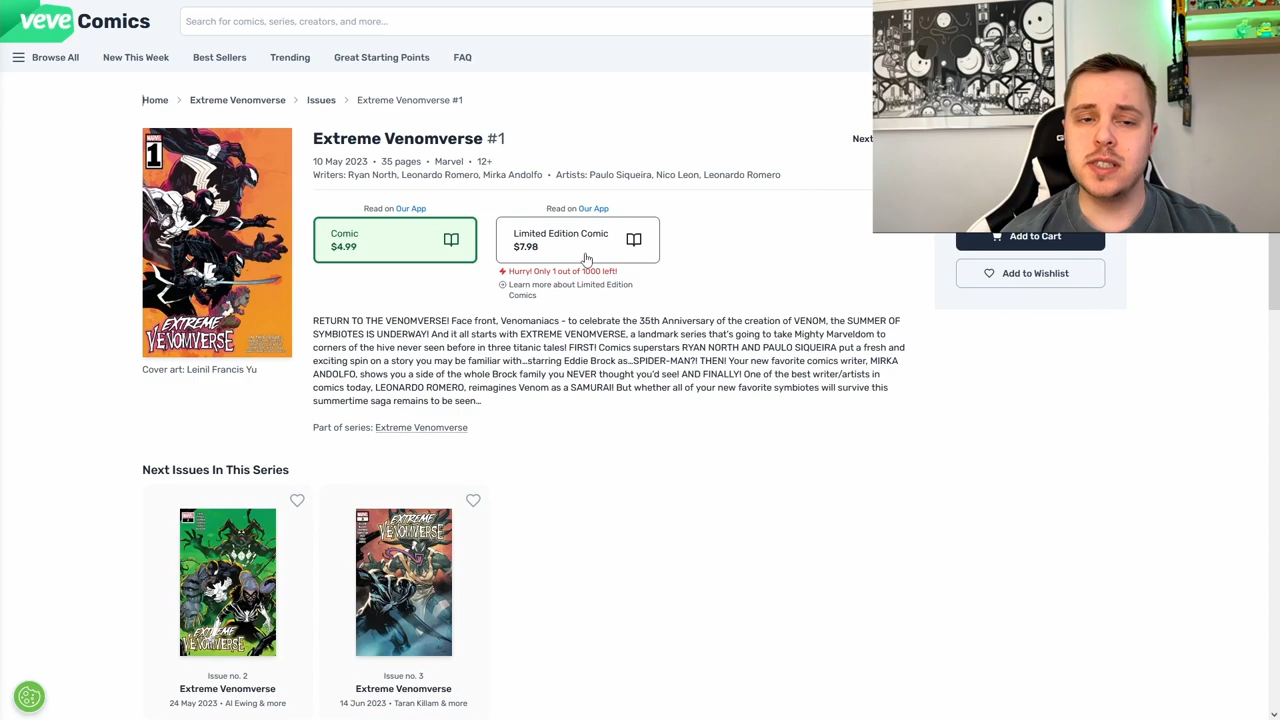 veve Comics
Search for comics, series, creators, and more...
Browse All
New This Week
Best Sellers
Trending
Great Starting Points
FAQ
Home > Extreme Venomverse > Issues > Extreme Venomverse #1
Extreme Venomverse #1
Next
10 May 2023 • 35 pages • Marvel • 12+
Writers: Ryan North, Leonardo Romero, Mirka Andolfo • Artists: Paulo Siqueira, Nico Leon, Leonardo Romero
MARVEL
1
EXTREME
VENOMVERSE
Cover art: Leinil Francis Yu
Read on Our App
Comic
$4.99
Read on Our App
Limited Edition Comic
$7.98
Hurry! Only 1 out of 1000 left!
Learn more about Limited Edition
Comics
Add to Cart
Add to Wishlist
RETURN TO THE VENOMVERSE! Face front, Venomaniacs - to celebrate the 35th Anniversary of the creation of VENOM, the SUMMER OF
SYMBIOTES IS UNDERWAY! And it all starts with EXTREME VENOMVERSE, a landmark series that's going to take Mighty Marveldom to
corners of the hive never seen before in three titanic tales! FIRST! Comics superstars RYAN NORTH AND PAULO SIQUEIRA put a fresh and
exciting spin on a story you may be familiar with…starring Eddie Brock as…SPIDER-MAN?! THEN! Your new favorite comics writer, MIRKA
ANDOLFO, shows you a side of the whole Brock family you NEVER thought you'd see! AND FINALLY! One of the best writer/artists in
comics today, LEONARDO ROMERO, reimagines Venom as a SAMURAI! But whether all of your new favorite symbiotes will survive this
summertime saga remains to be seen…
Part of series: Extreme Venomverse
Next Issues In This Series
EXTREME
VENOMVERSE
Issue no. 2
Extreme Venomverse
24 May 2023 • Al Ewing & more
EXTREME
VENOMVERSE
Issue no. 3
Extreme Venomverse
14 Jun 2023 • Taran Killam & more